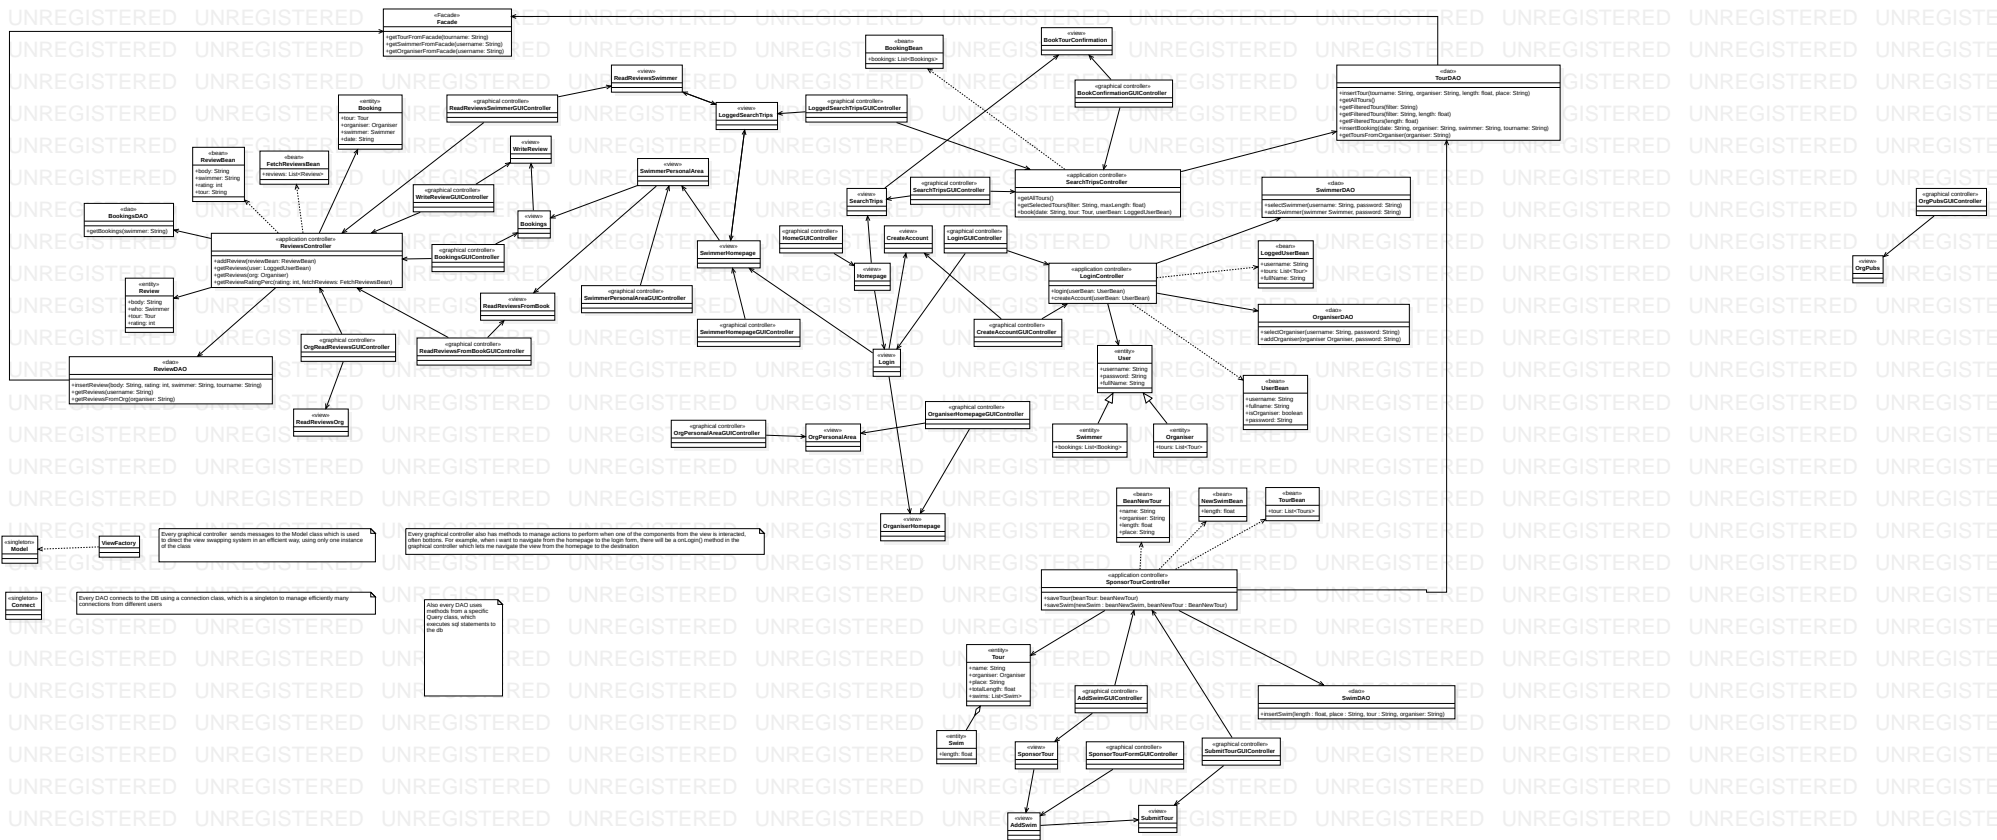 «Facade»
Facade
+getTourFromFacade(tourname: String)
+getSwimmerFromFacade(username: String)
+getOrganiserFromFacade(username: String)
«view»
BookTourConfirmation
«bean»
BookingBean
+bookings: List<Bookings>
«view»
ReadReviewsSwimmer
«dao»
TourDAO
+insertTour(tourname: String, organiser: String, length: float, place: String)
+getAllTours()
+getFilteredTours(filter: String)
+getFilteredTours(filter: String, length: float)
+getFilteredTours(length: float)
+insertBooking(date: String, organiser: String, swimmer: String, tourname: String)
+getToursFromOrganiser(organiser: String)
«graphical controller»
BookConfirmationGUIController
«entity»
Booking
+tour: Tour
+organiser: Organiser
+swimmer: Swimmer
+date: String
«graphical controller»
ReadReviewsSwimmerGUIController
«view»
LoggedSearchTrips
«graphical controller»
LoggedSearchTripsGUIController
«view»
WriteReview
«bean»
ReviewBean
+body: String
+swimmer: String
+rating: int
+tour: String
«bean»
FetchReviewsBean
+reviews: List<Review>
«view»
SwimmerPersonalArea
«application controller»
SearchTripsController
+getAllTours()
+getSelectedTours(filter: String, maxLength: float)
+book(date: String, tour: Tour, userBean: LoggedUserBean)
«graphical controller»
SearchTripsGUIController
«view»
SearchTrips
«dao»
SwimmerDAO
+selectSwimmer(username: String, password: String)
+addSwimmer(swimmer Swimmer, password: String)
«graphical controller»
WriteReviewGUIController
«graphical controller»
OrgPubsGUIController
«dao»
BookingsDAO
+getBookings(swimmer: String)
«view»
Bookings
«application controller»
ReviewsController
+addReview(reviewBean: ReviewBean)
+getReviews(user: LoggedUserBean)
+getReviews(org: Organiser)
+getReviewRatingPerc(rating: int, fetchReviews: FetchReviewsBean)
«graphical controller»
BookingsGUIController
«view»
SwimmerHomepage
«graphical controller»
HomeGUIController
«view»
CreateAccount
«graphical controller»
LoginGUIController
«bean»
LoggedUserBean
+username: String
+tours: List<Tour>
+fullName: String
«view»
OrgPubs
«view»
Homepage
«application controller»
LoginController
+login(userBean: UserBean)
+createAccount(userBean: UserBean)
«entity»
Review
+body: String
+who: Swimmer
+tour: Tour
+rating: int
«graphical controller»
SwimmerPersonalAreaGUIController
«view»
ReadReviewsFromBook
«dao»
OrganiserDAO
+selectOrganiser(username: String, password: String)
+addOrganiser(organiser Organiser, password: String)
«graphical controller»
SwimmerHomepageGUIController
«graphical controller»
CreateAccountGUIController
«graphical controller»
OrgReadReviewsGUIController
«graphical controller»
ReadReviewsFromBookGUIController
«view»
Login
«entity»
User
+username: String
+password: String
+fullName: String
«dao»
ReviewDAO
+insertReview(body: String, rating: int, swimmer: String, tourname: String)
+getReviews(username: String)
+getReviewsFromOrg(organiser: String)
«bean»
UserBean
+username: String
+fullname: String
+isOrganiser: boolean
+password: String
«view»
ReadReviewsOrg
«graphical controller»
OrganiserHomepageGUIController
«graphical controller»
OrgPersonalAreaGUIController
«view»
OrgPersonalArea
«entity»
Swimmer
+bookings: List<Booking>
«entity»
Organiser
+tours: List<Tour>
«bean»
BeanNewTour
+name: String
+organiser: String
+length: float
+place: String
«bean»
NewSwimBean
+length: float
«bean»
TourBean
+tour: List<Tours>
«view»
OrganiserHomepage
«singleton»
Model
ViewFactory
Every graphical controller sends messages to the Model class which is used
to direct the view swapping system in an efficient way, using only one instance
of the class
Every graphical controller also has methods to manage actions to perform when one of the components from the view is interacted,
often bottons. For example, when i want to navigate from the homepage to the login form, there will be a onLogin() method in the
graphical controller which lets me navigate the view from the homepage to the destination
«application controller»
SponsorTourController
+saveTour(beanTour: beanNewTour)
+saveSwim(newSwim : beanNewSwim, beanNewTour : BeanNewTour)
«singleton»
Connect
Every DAO connects to the DB using a connection class, which is a singleton to manage efficiently many
connections from different users
Also every DAO uses
methods from a specific
Query class, which
executes sql statements to
the db
«entity»
Tour
+name: String
+organiser: Organiser
+place: String
+totalLength: float
+swims: List<Swim>
«graphical controller»
AddSwimGUIController
«dao»
SwimDAO
+insertSwim(length : float, place : String, tour : String, organiser: String)
«entity»
Swim
+length: float
«view»
SponsorTour
«graphical controller»
SponsorTourFormGUIController
«graphical controller»
SubmitTourGUIController
«view»
AddSwim
«view»
SubmitTour